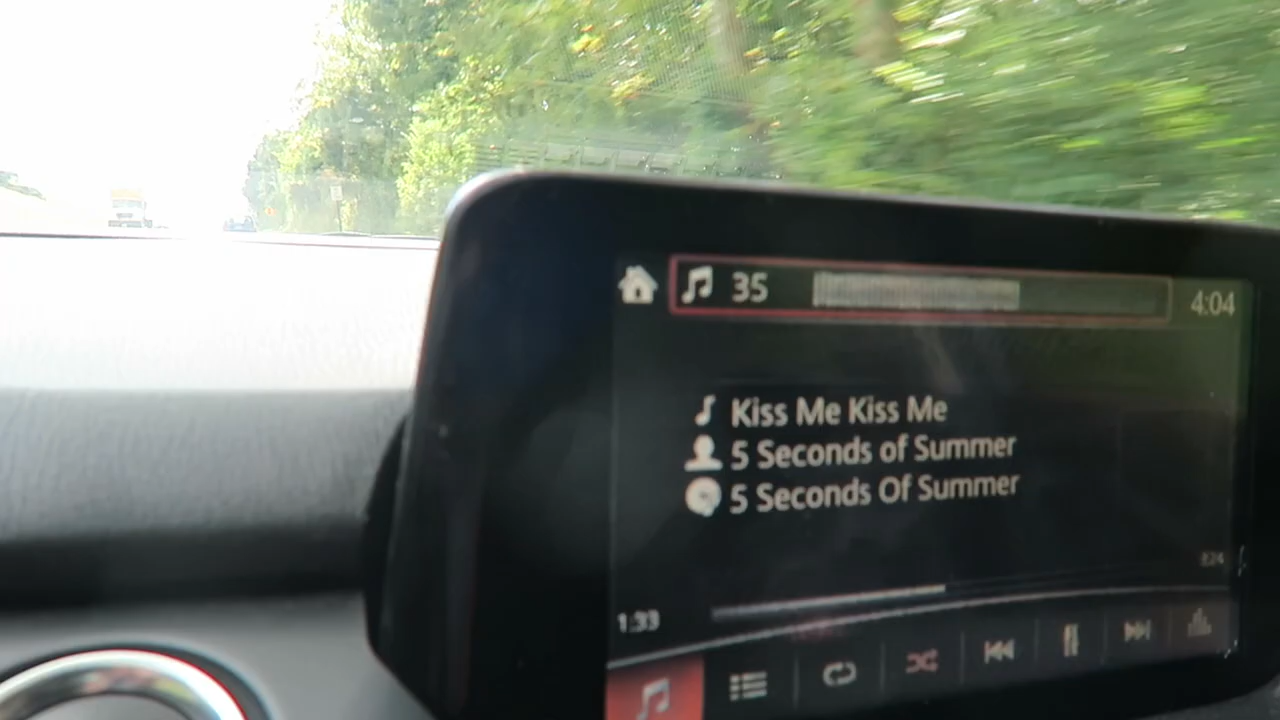 35
4:04
Kiss Me Kiss Me
5 Seconds of Summer
5 Seconds Of Summer
1:33